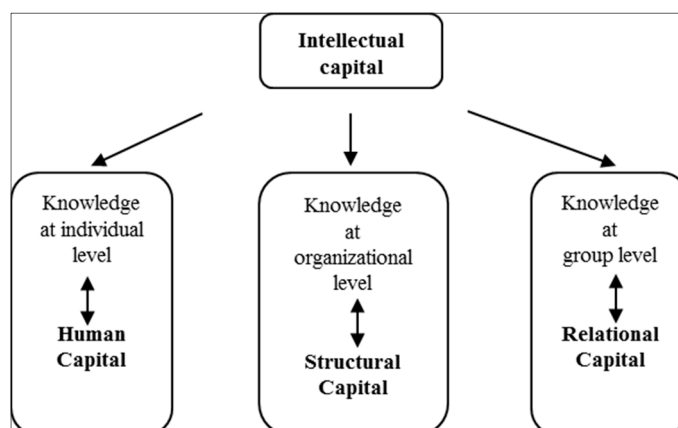 Intellectual
capital
Knowledge
at individual
level
Human
Capital
Knowledge
at
organizational
level
Structural
Capital
Knowledge
at
group level
Relational
Capital